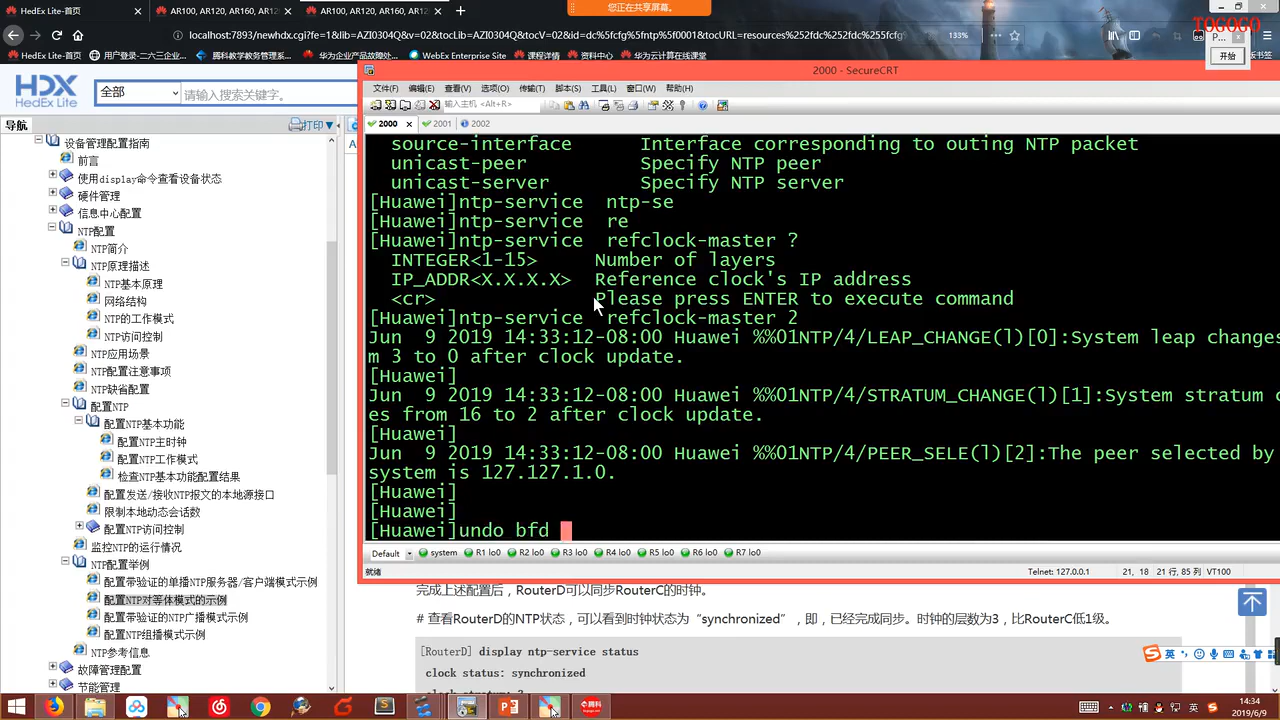 HedEx Lite-首页
AR100, AR120, AR160, AR12
AR100, AR120, AR160, AR12
您正在共享屏幕。
localhost:7893/newhdx.cgi?fe=1&lib=AZI0304Q&v=02&tocLib=AZI0304Q&tocV=02&id=dc%5fcfg%5fntp%5f0001&tocURL=resources%252fdc%252fdc%255fcfg
133%
TOGOGO
HedEx Lite-首页
用户登录-二六三企业...
腾科教学教务管理系统...
华为企业产品故障处...
WebEx Enterprise Site
课程详情
资料中心
华为云计算在线课堂
开始
HDX
HedEx Lite
全部
请输入搜索关键字。
导航
打印
设备管理配置指南
前言
使用display命令查看设备状态
硬件管理
信息中心配置
NTP配置
NTP简介
NTP原理描述
NTP基本原理
网络结构
NTP的工作模式
NTP访问控制
NTP应用场景
NTP配置注意事项
NTP缺省配置
配置NTP
配置NTP基本功能
配置NTP主时钟
配置NTP工作模式
检查NTP基本功能配置结果
配置发送/接收NTP报文的本地源接口
限制本地动态会话数
配置NTP访问控制
监控NTP的运行情况
NTP配置举例
配置带验证的单播NTP服务器/客户端模式示例
配置NTP对等体模式的示例
配置带验证的NTP广播模式示例
配置NTP组播模式示例
NTP参考信息
故障管理配置
节能管理
2000 - SecureCRT
文件(F) 编辑(E) 查看(V) 选项(O) 传输(T) 脚本(S) 工具(L) 窗口(W) 帮助(H)
输入主机 <Alt+R>
2000
2001
2002
source-interface Interface corresponding to outing NTP packet
unicast-peer Specify NTP peer
unicast-server Specify NTP server
[Huawei]ntp-service ntp-se
[Huawei]ntp-service re
[Huawei]ntp-service refclock-master ?
INTEGER<1-15> Number of layers
IP_ADDR<X.X.X.X> Reference clock's IP address
<cr> Please press ENTER to execute command
[Huawei]ntp-service refclock-master 2
Jun 9 2019 14:33:12-08:00 Huawei %%01NTP/4/LEAP_CHANGE(l)[0]:System leap changes
m 3 to 0 after clock update.
[Huawei]
Jun 9 2019 14:33:12-08:00 Huawei %%01NTP/4/STRATUM_CHANGE(l)[1]:System stratum c
es from 16 to 2 after clock update.
[Huawei]
Jun 9 2019 14:33:12-08:00 Huawei %%01NTP/4/PEER_SELE(l)[2]:The peer selected by
system is 127.127.1.0.
[Huawei]
[Huawei]
[Huawei]undo bfd
Default
system R1 lo0 R2 lo0 R3 lo0 R4 lo0 R5 lo0 R6 lo0 R7 lo0
就绪
Telnet: 127.0.0.1 21, 18 21 行, 85 列 VT100
完成上述配置后，RouterD可以同步RouterC的时钟。
# 查看RouterD的NTP状态，可以看到时钟状态为“synchronized”，即，已经完成同步。时钟的层数为3，比RouterC低1级。
[RouterD] display ntp-service status
clock status: synchronized
英
英
14:34
2019/6/9